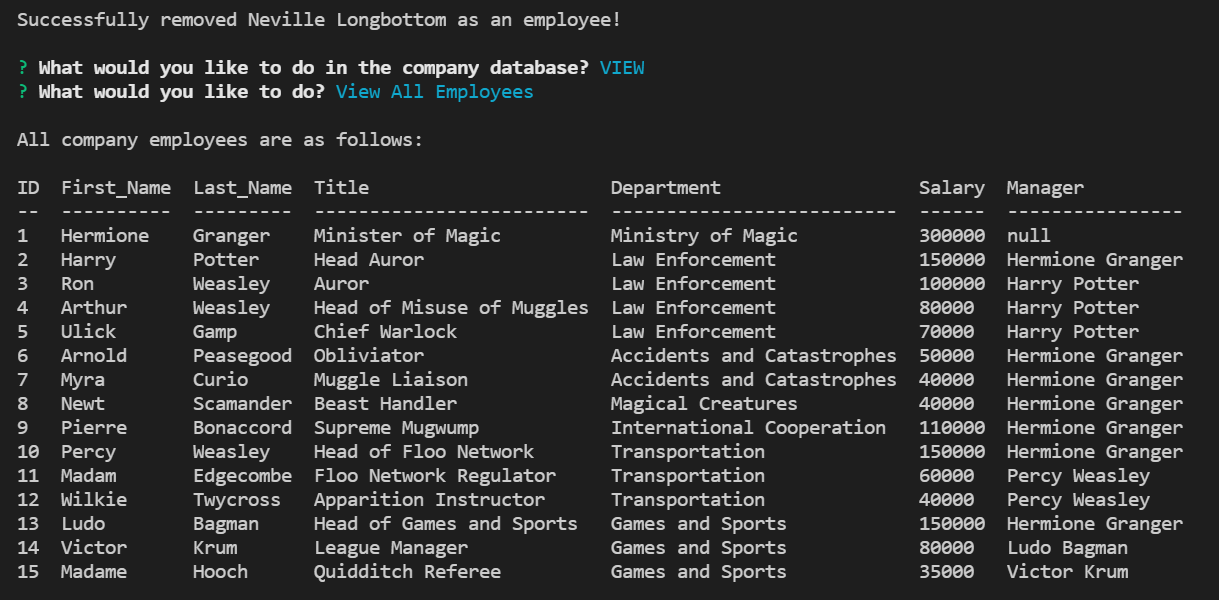 Successfully removed Neville Longbottom as an employee!
? What would you like to do in the company database? VIEW
? What would you like to do? View All Employees
All company employees are as follows:
ID  First_Name  Last_Name  Title                      Department                  Salary  Manager
--  ----------  ---------  -------------------------  --------------------------  ------  ----------------
1   Hermione    Granger    Minister of Magic          Ministry of Magic           300000  null
2   Harry       Potter     Head Auror                 Law Enforcement             150000  Hermione Granger
3   Ron         Weasley    Auror                      Law Enforcement             100000  Harry Potter
4   Arthur      Weasley    Head of Misuse of Muggles  Law Enforcement             80000   Harry Potter
5   Ulick       Gamp       Chief Warlock              Law Enforcement             70000   Harry Potter
6   Arnold      Peasegood  Obliviator                 Accidents and Catastrophes  50000   Hermione Granger
7   Myra        Curio      Muggle Liaison             Accidents and Catastrophes  40000   Hermione Granger
8   Newt        Scamander  Beast Handler              Magical Creatures           40000   Hermione Granger
9   Pierre      Bonaccord  Supreme Mugwump            International Cooperation   110000  Hermione Granger
10  Percy       Weasley    Head of Floo Network       Transportation              150000  Hermione Granger
11  Madam       Edgecombe  Floo Network Regulator     Transportation              60000   Percy Weasley
12  Wilkie      Twycross   Apparition Instructor      Transportation              40000   Percy Weasley
13  Ludo        Bagman     Head of Games and Sports   Games and Sports            150000  Hermione Granger
14  Victor      Krum       League Manager             Games and Sports            80000   Ludo Bagman
15  Madame      Hooch      Quidditch Referee          Games and Sports            35000   Victor Krum